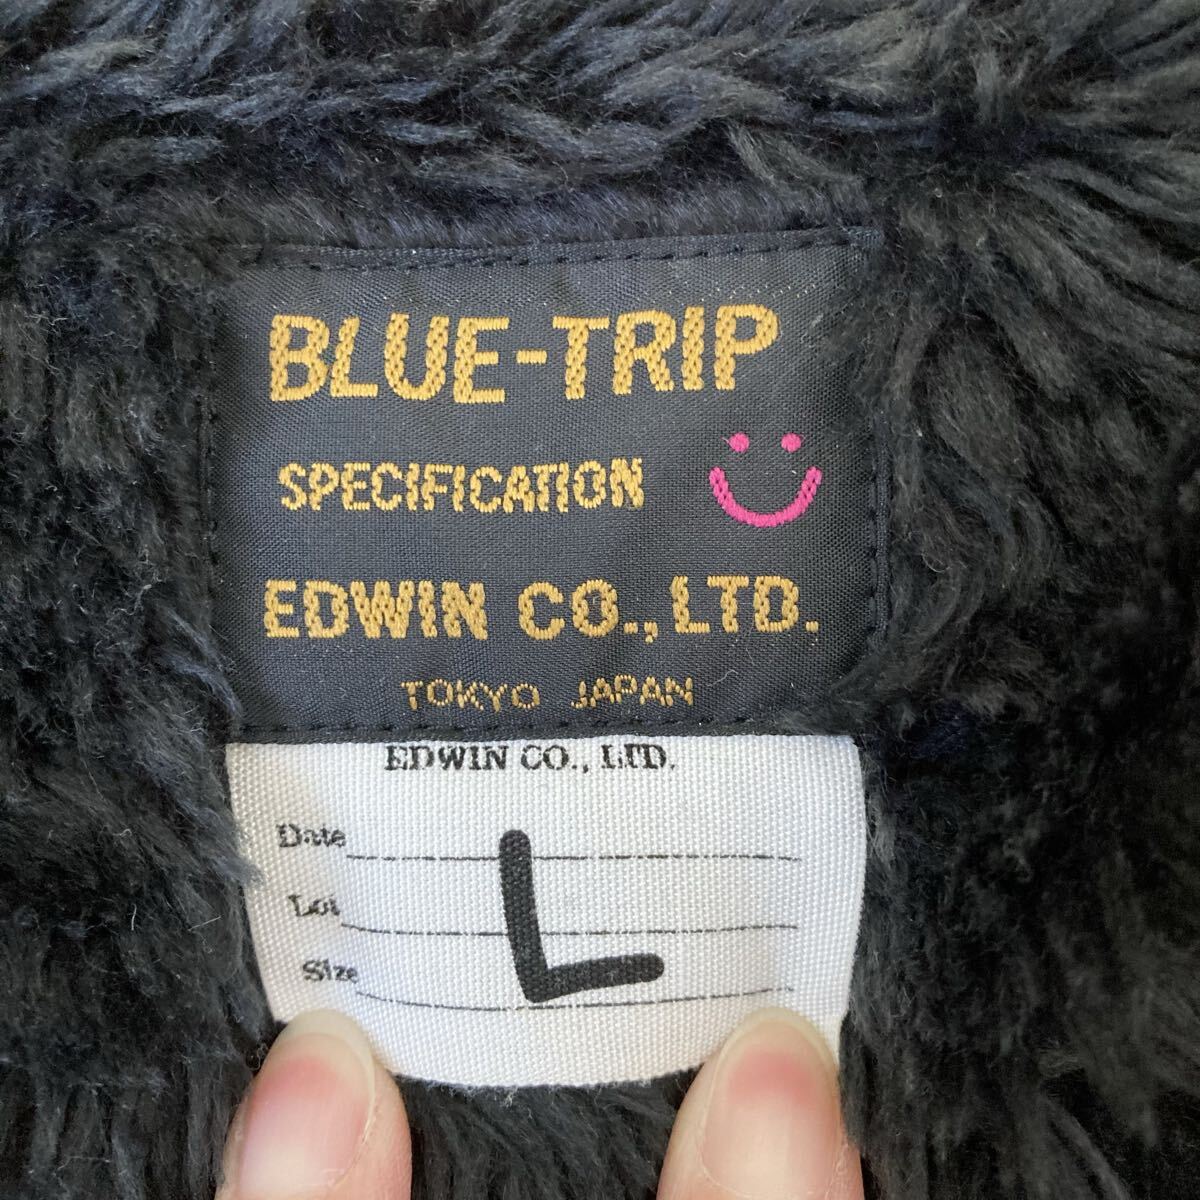 BLUE-TRIP
SPECIFICATION
EDWIN CO., LTD.
TOKYO JAPAN
EDWIN CO., LTD.
Date
L
Lot
Size